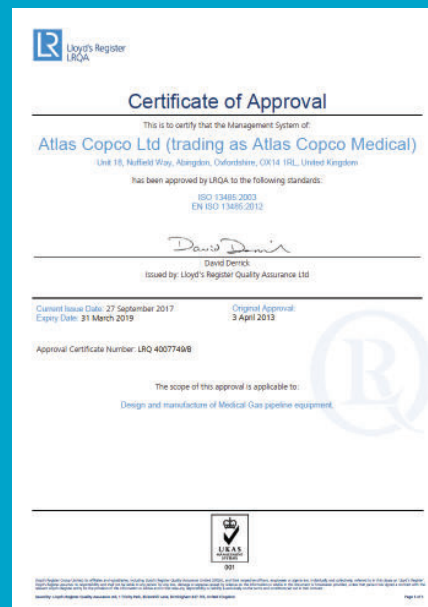 LR
Lloyd's Register
LRQA
Certificate of Approval
This is to certify that the Management System of:
Atlas Copco Ltd (trading as Atlas Copco Medical)
Unit 18, Nuffield Way, Abingdon, Oxfordshire, OX14 1RL, United Kingdom
has been approved by LRQA to the following standards:
ISO 13485:2003
EN ISO 13485:2012
David Derrick
Issued by: Lloyd's Register Quality Assurance Ltd
Current Issue Date: 27 September 2017
Expiry Date: 31 March 2019
Original Approval:
3 April 2013
Approval Certificate Number: LRQ 4007749/B
The scope of this approval is applicable to:
Design and manufacture of Medical Gas pipeline equipment.
UKAS
MANAGEMENT
SYSTEMS
001